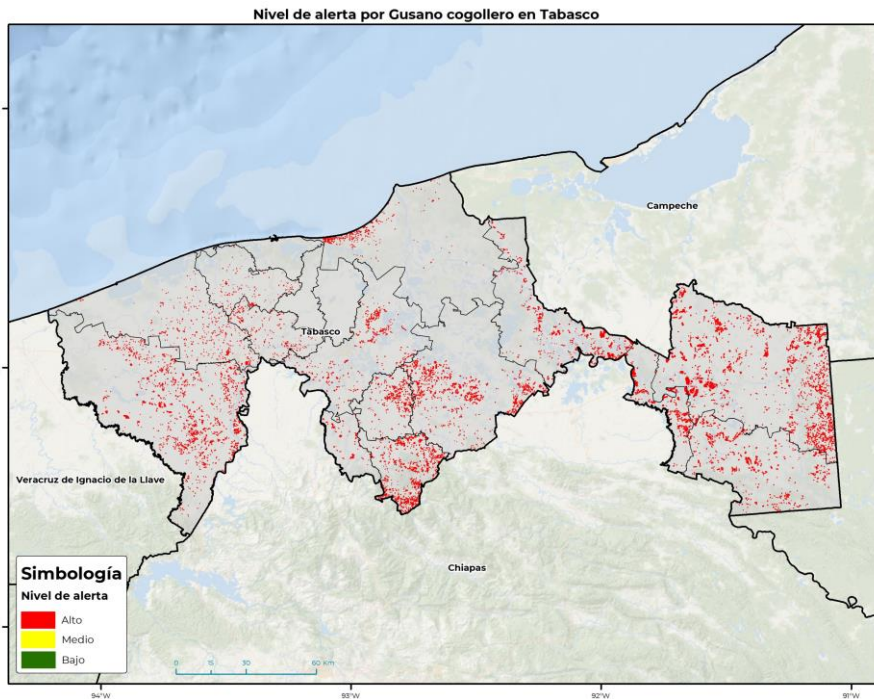 Nivel de alerta por Gusano cogollero en Tabasco
Campeche
Tabasco
Veracruz de Ignacio de la Llave
Chiapas
Simbología
Nivel de alerta
Alto
Medio
Bajo
0 15 30 60 Km
94°W 93°W 92°W 91°W